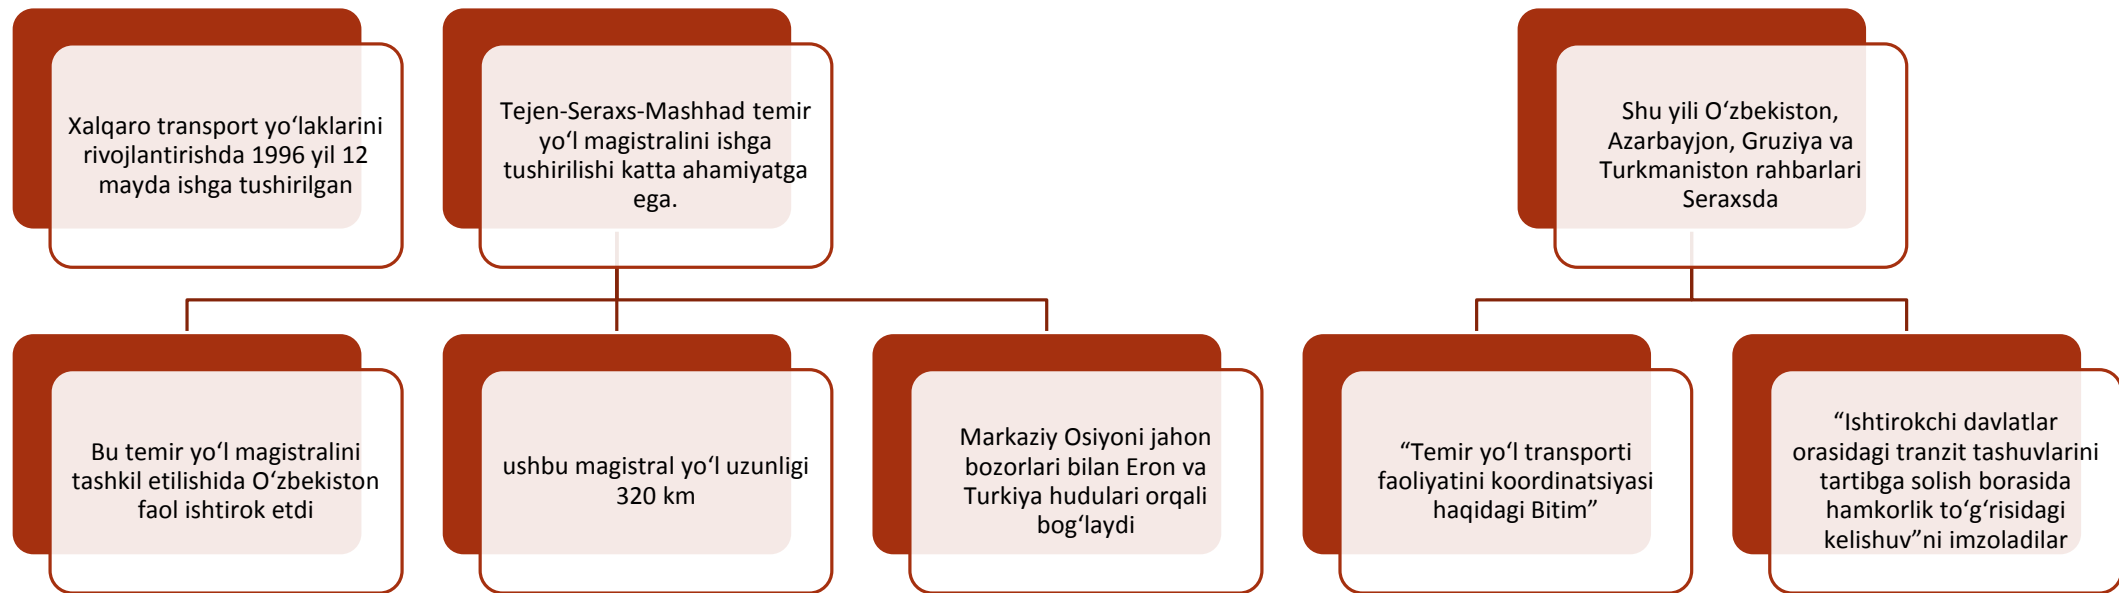 Xalqaro transport yo‘laklarini
rivojlantirishda 1996 yil 12
mayda ishga tushirilgan
Tejen-Seraxs-Mashhad temir
yo‘l magistralini ishga
tushirilishi katta ahamiyatga
ega.
Shu yili O‘zbekiston,
Azarbayjon, Gruziya va
Turkmaniston rahbarlari
Seraxsda
Bu temir yo‘l magistralini
tashkil etilishida O‘zbekiston
faol ishtirok etdi
ushbu magistral yo‘l uzunligi
320 km
Markaziy Osiyoni jahon
bozorlari bilan Eron va
Turkiya hudulari orqali
bog‘laydi
“Temir yo‘l transporti
faoliyatini koordinatsiyasi
haqidagi Bitim”
“Ishtirokchi davlatlar
orasidagi tranzit tashuvlarini
tartibga solish borasida
hamkorlik to‘g‘risidagi
kelishuv”ni imzoladilar